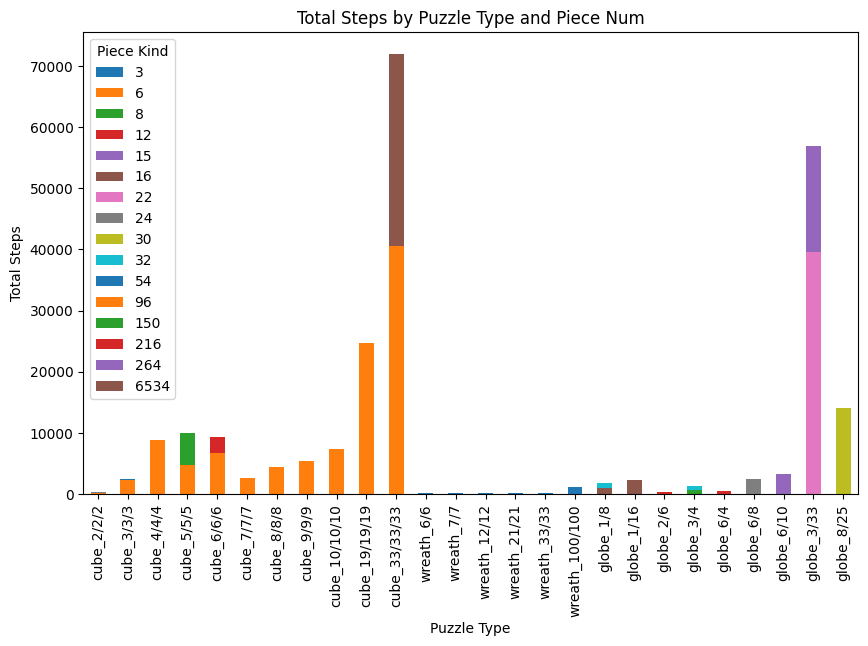 Total Steps by Puzzle Type and Piece Num
Total Steps
70000
60000
50000
40000
30000
20000
10000
0
Piece Kind
3
6
8
12
15
16
22
24
30
32
54
96
150
216
264
6534
cube_2/2/2
cube_3/3/3
cube_4/4/4
cube_5/5/5
cube_6/6/6
cube_7/7/7
cube_8/8/8
cube_9/9/9
cube_10/10/10
cube_19/19/19
cube_33/33/33
wreath_6/6
wreath_7/7
wreath_12/12
wreath_21/21
wreath_33/33
wreath_100/100
globe_1/8
globe_1/16
globe_2/6
globe_3/4
globe_6/4
globe_6/8
globe_6/10
globe_3/33
globe_8/25
Puzzle Type